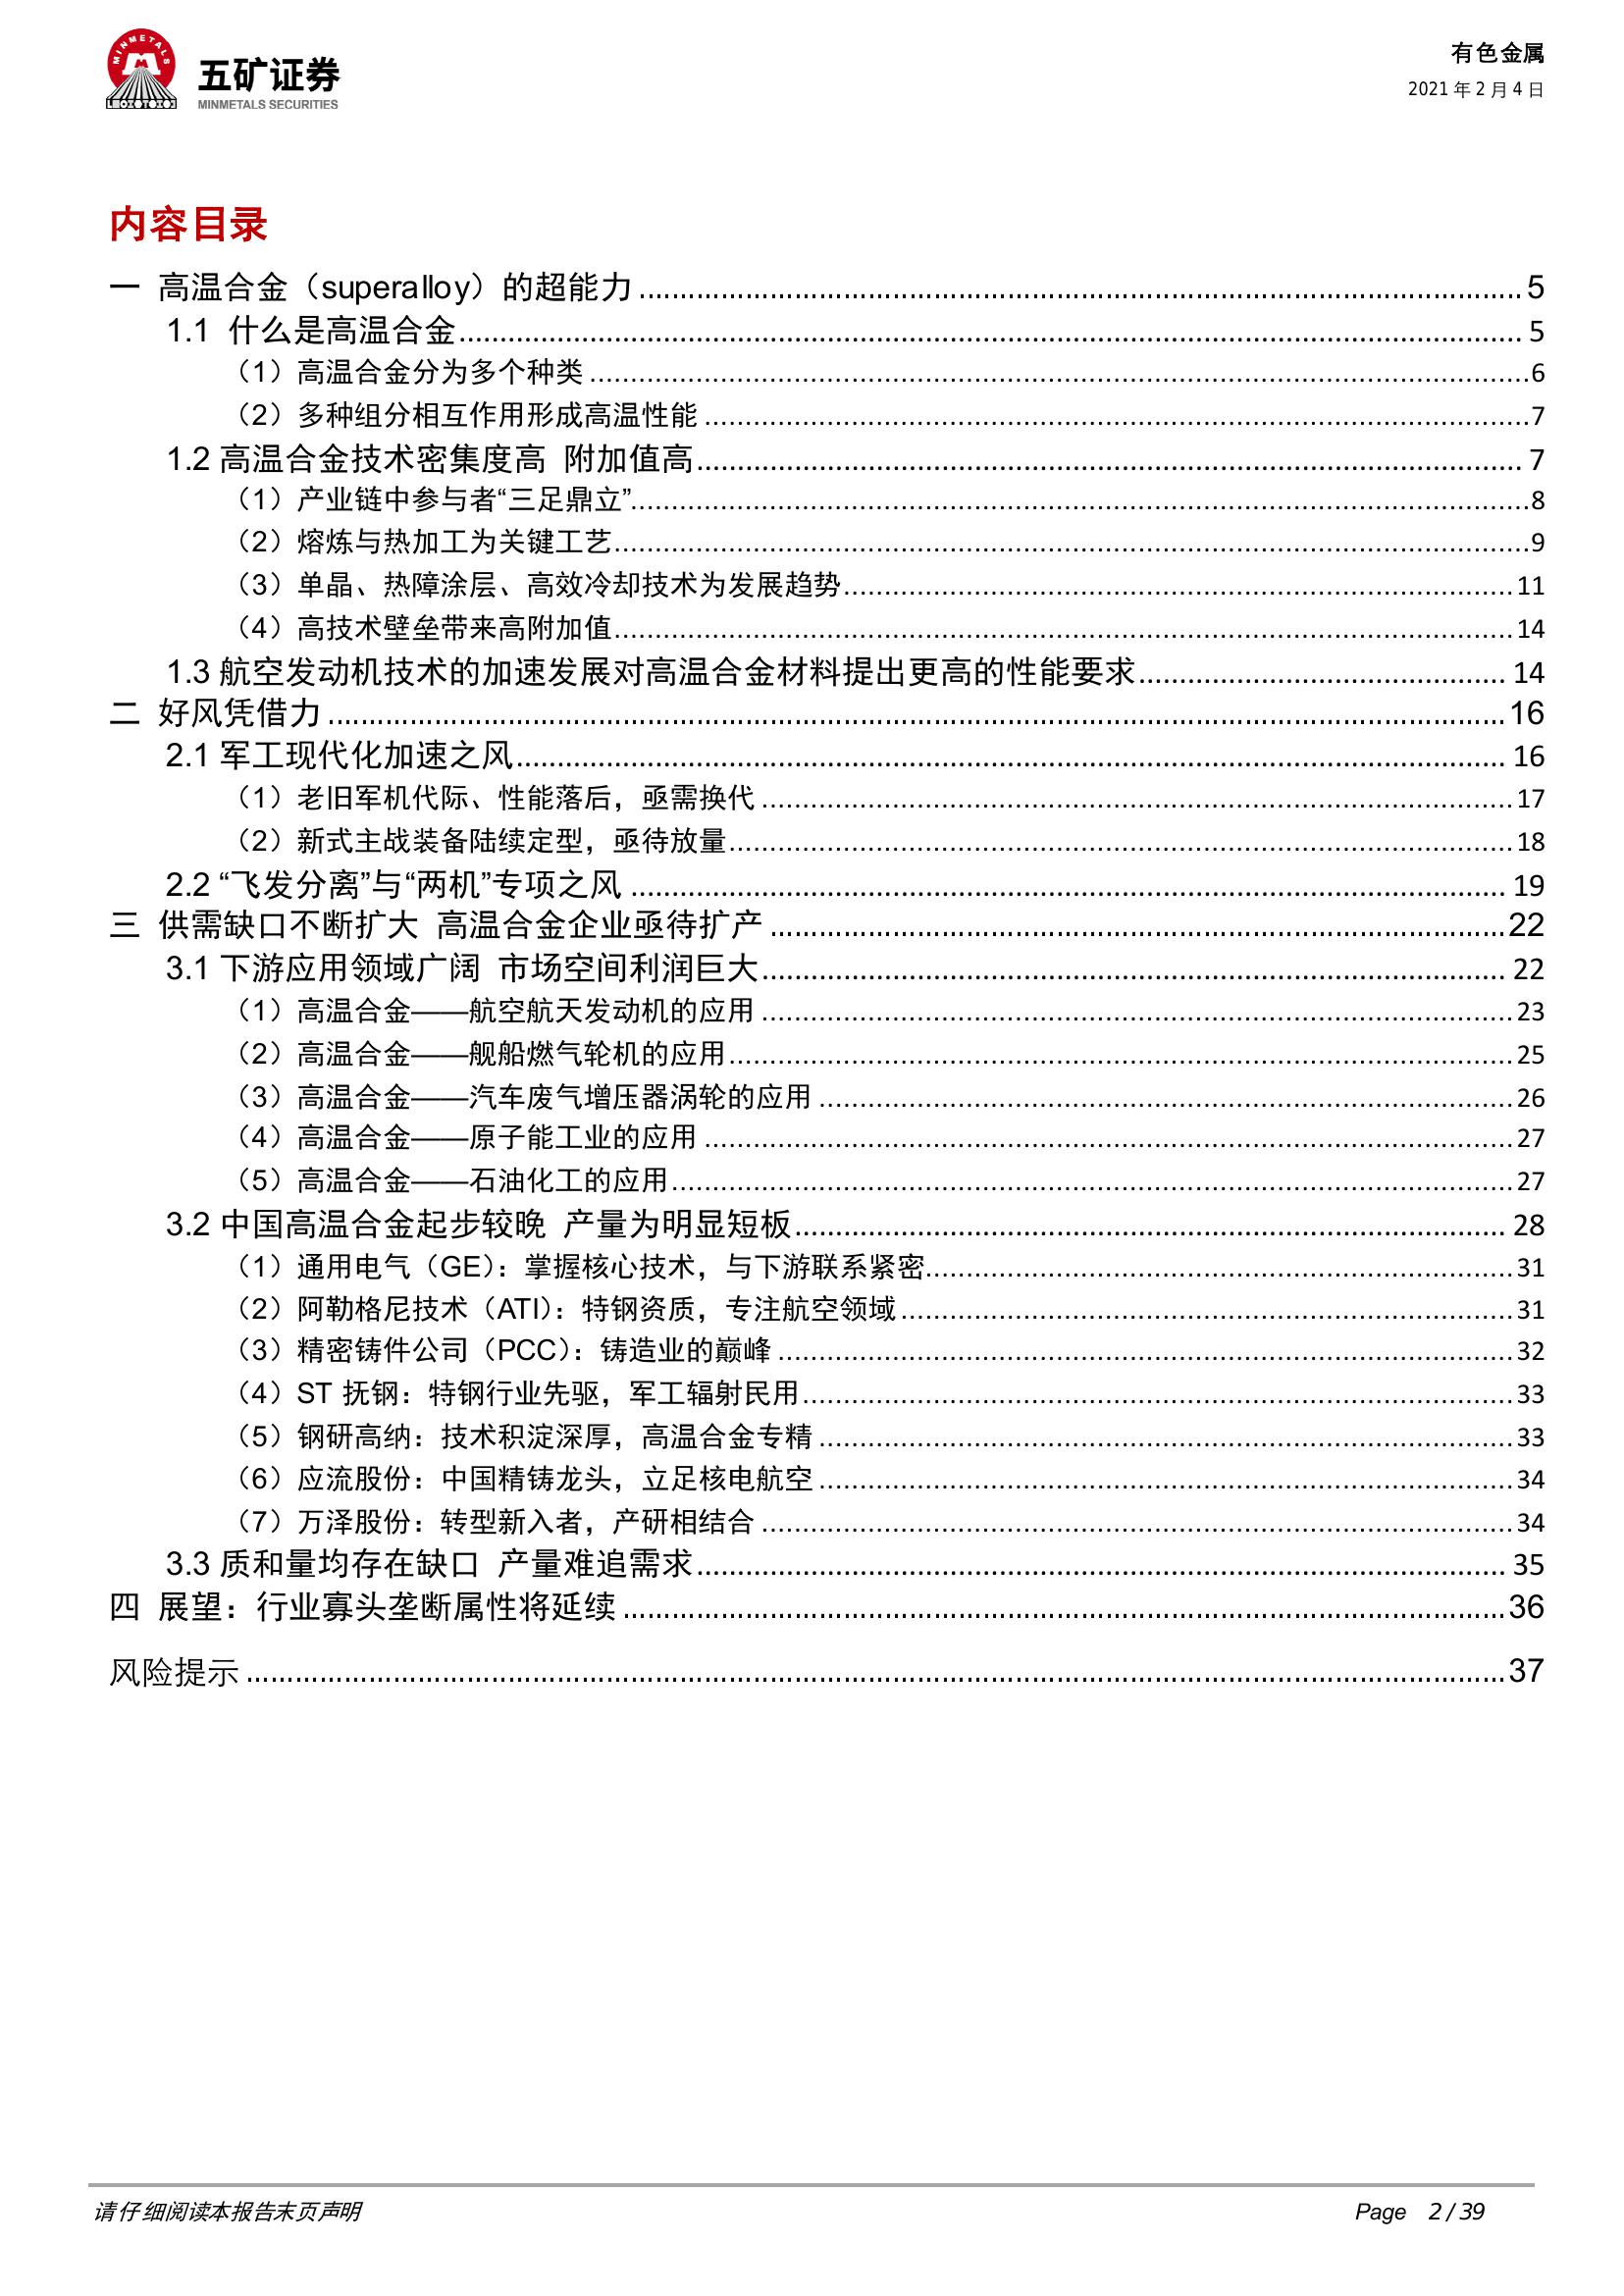 MINMETALS
五矿证券
MINMETALS SECURITIES
有色金属
2021 年 2 月 4 日
内容目录
一 高温合金（superalloy）的超能力 5
1.1 什么是高温合金 5
（1）高温合金分为多个种类 6
（2）多种组分相互作用形成高温性能 7
1.2 高温合金技术密集度高 附加值高 7
（1）产业链中参与者“三足鼎立” 8
（2）熔炼与热加工为关键工艺 9
（3）单晶、热障涂层、高效冷却技术为发展趋势 11
（4）高技术壁垒带来高附加值 14
1.3 航空发动机技术的加速发展对高温合金材料提出更高的性能要求 14
二 好风凭借力 16
2.1 军工现代化加速之风 16
（1）老旧军机代际、性能落后，亟需换代 17
（2）新式主战装备陆续定型，亟待放量 18
2.2 “飞发分离”与“两机”专项之风 19
三 供需缺口不断扩大 高温合金企业亟待扩产 22
3.1 下游应用领域广阔 市场空间利润巨大 22
（1）高温合金——航空航天发动机的应用 23
（2）高温合金——舰船燃气轮机的应用 25
（3）高温合金——汽车废气增压器涡轮的应用 26
（4）高温合金——原子能工业的应用 27
（5）高温合金——石油化工的应用 27
3.2 中国高温合金起步较晚 产量为明显短板 28
（1）通用电气（GE）：掌握核心技术，与下游联系紧密 31
（2）阿勒格尼技术（ATI）：特钢资质，专注航空领域 31
（3）精密铸件公司（PCC）：铸造业的巅峰 32
（4）ST 抚钢：特钢行业先驱，军工辐射民用 33
（5）钢研高纳：技术积淀深厚，高温合金专精 33
（6）应流股份：中国精铸龙头，立足核电航空 34
（7）万泽股份：转型新入者，产研相结合 34
3.3 质和量均存在缺口 产量难追需求 35
四 展望：行业寡头垄断属性将延续 36
风险提示 37
请仔细阅读本报告末页声明
Page 2 / 39